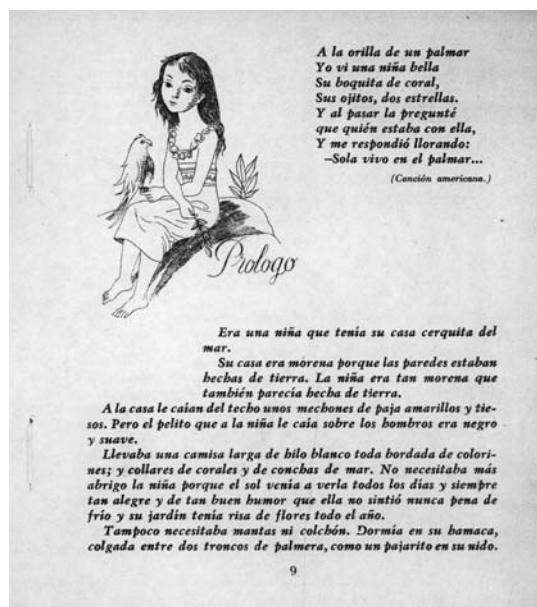 A la orilla de un palmar
Yo vi una niña bella
Su boquita de coral,
Sus ojitos, dos estrellas.
Y al pasar la pregunté
que quién estaba con ella,
Y me respondió llorando:
—Sola vivo en el palmar...
(Canción americana.)
Prologo
Era una niña que tenía su casa cerquita del
mar.
Su casa era morena porque las paredes estaban
hechas de tierra. La niña era tan morena que
también parecía hecha de tierra.
A la casa le caían del techo unos mechones de paja amarillos y tie-
sos. Pero el pelito que a la niña le caía sobre los hombros era negro
y suave.
Llevaba una camisa larga de hilo blanco toda bordada de colori-
nes; y collares de corales y de conchas de mar. No necesitaba más
abrigo la niña porque el sol venía a verla todos los días y siempre
tan alegre y de tan buen humor que ella no sintió nunca pena de
frío y su jardín tenía risa de flores todo el año.
Tampoco necesitaba mantas ni colchón. Dormía en su hamaca,
colgada entre dos troncos de palmera, como un pajarito en su nido.
9